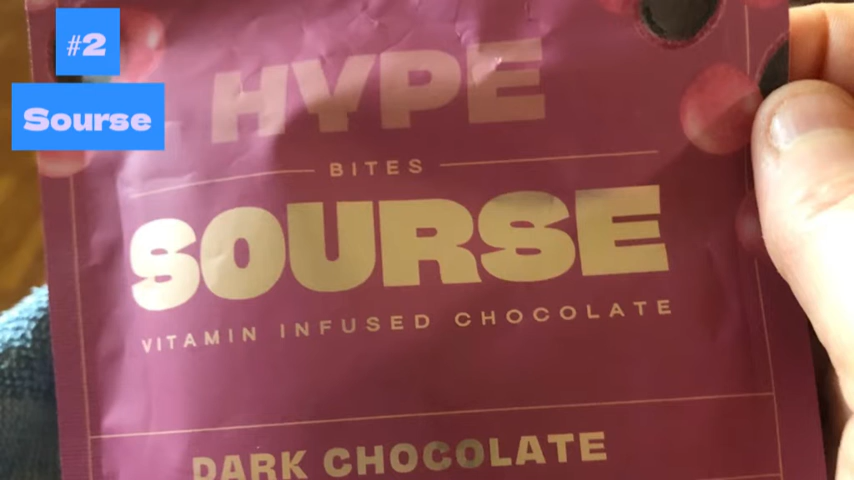 #2
Sourse
HYPE
BITES
SOURSE
VITAMIN INFUSED CHOCOLATE
DARK CHOCOLATE